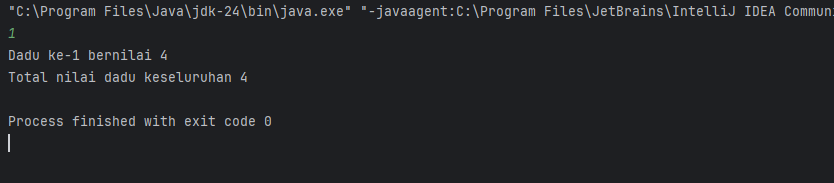 "C:\Program Files\Java\jdk-24\bin\java.exe" "-javaagent:C:\Program Files\JetBrains\IntelliJ IDEA Communi
1
Dadu ke-1 bernilai 4
Total nilai dadu keseluruhan 4
Process finished with exit code 0